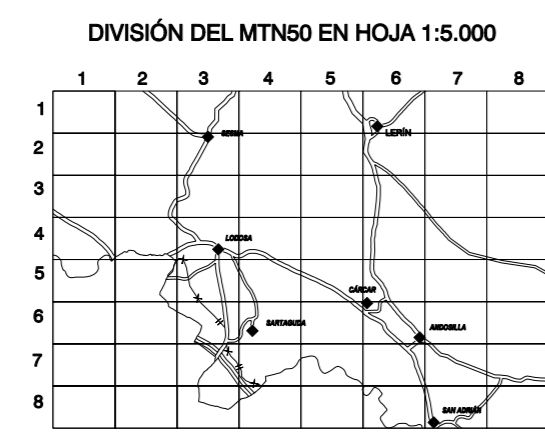 DIVISIÓN DEL MTN50 EN HOJA 1:5.000
1 2 3 4 5 6 7 8
1
LERÍN
SESMA
2
3
4
LODOSA
5
CÁRCAR
6
SARTAGUDA
ANDOSILLA
7
8
SAN ADRIÁN